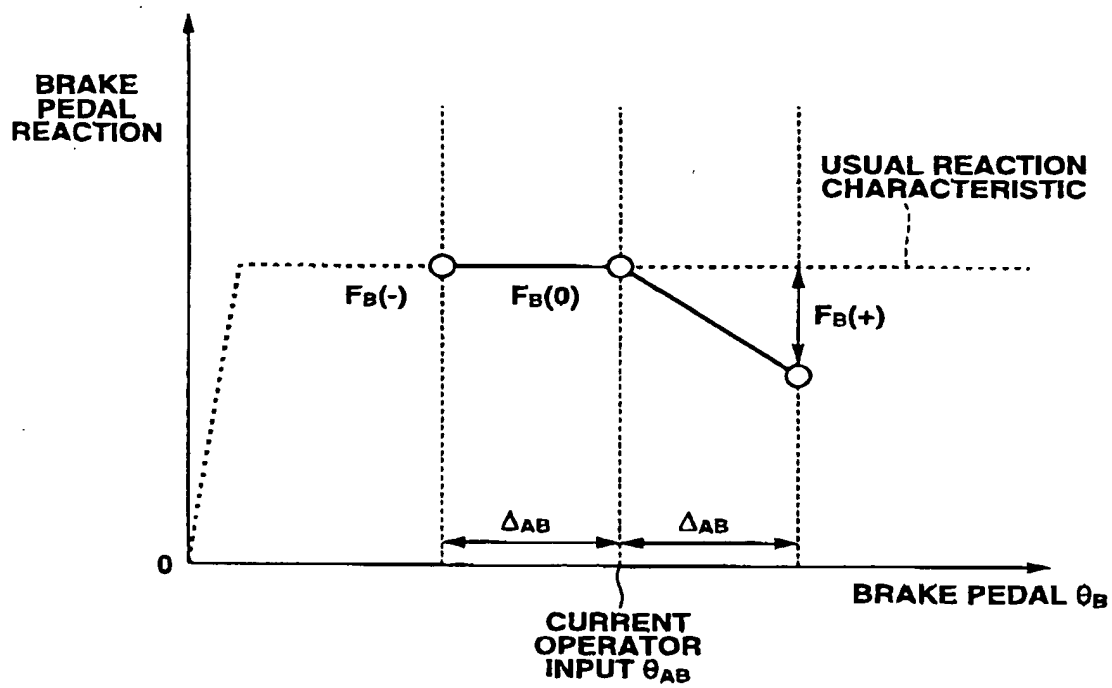 BRAKE
PEDAL
REACTION
USUAL REACTION
CHARACTERISTIC
FB(-)
FB(0)
FB(+)
ΔAB
ΔAB
0
BRAKE PEDAL θB
CURRENT
OPERATOR
INPUT θAB